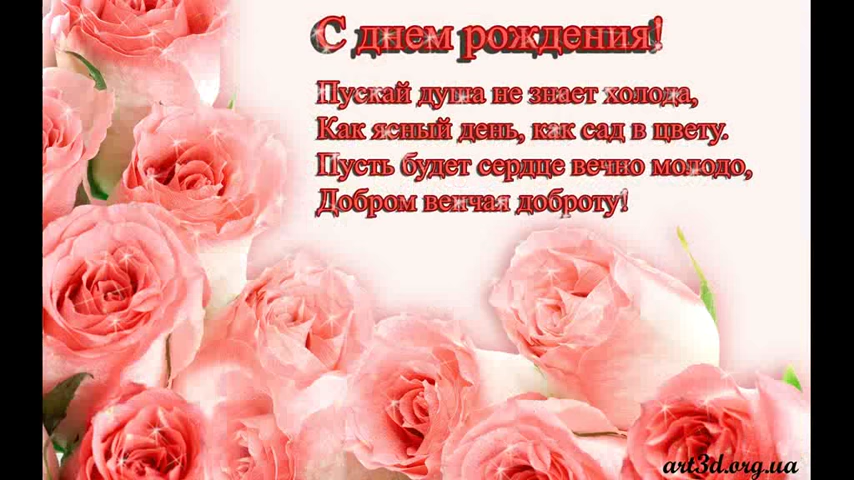 С днем рождения!
Пускай душа не знает холода,
Как ясный день, как сад в цвету.
Пусть будет сердце вечно молодо,
Добром венчая доброту!
art3d.org.ua